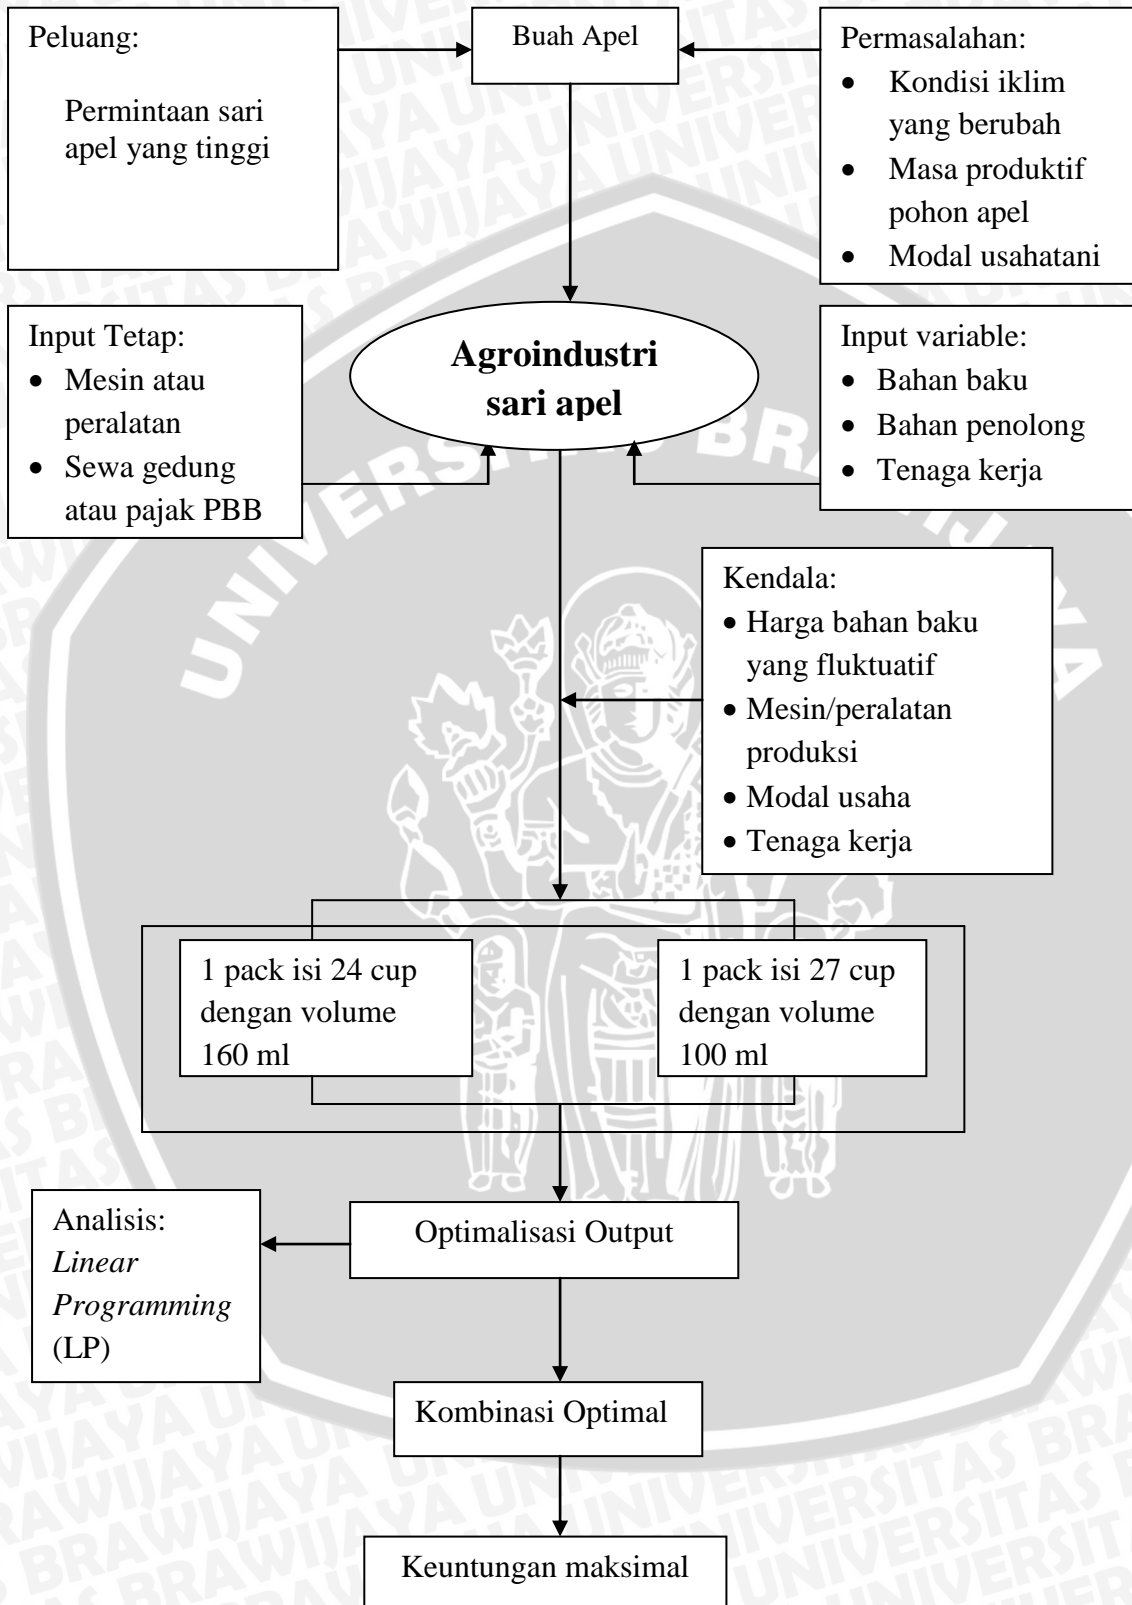 Peluang:
Permintaan sari
apel yang tinggi
Buah Apel
Permasalahan:
• Kondisi iklim
yang berubah
• Masa produktif
pohon apel
• Modal usahatani
Input Tetap:
• Mesin atau
peralatan
• Sewa gedung
atau pajak PBB
Agroindustri
sari apel
Input variable:
• Bahan baku
• Bahan penolong
• Tenaga kerja
Kendala:
• Harga bahan baku
yang fluktuatif
• Mesin/peralatan
produksi
• Modal usaha
• Tenaga kerja
1 pack isi 24 cup
dengan volume
160 ml
1 pack isi 27 cup
dengan volume
100 ml
Analisis:
Linear
Programming
(LP)
Optimalisasi Output
Kombinasi Optimal
Keuntungan maksimal
UNIVERSITAS BRAWIJAYA